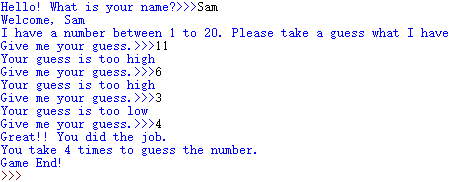 Hello! What is your name?>>>Sam
Welcome, Sam
I have a number between 1 to 20. Please take a guess what I have
Give me your guess.>>>11
Your guess is too high
Give me your guess.>>>6
Your guess is too high
Give me your guess.>>>3
Your guess is too low
Give me your guess.>>>4
Great!! You did the job.
You take 4 times to guess the number.
Game End!
>>>